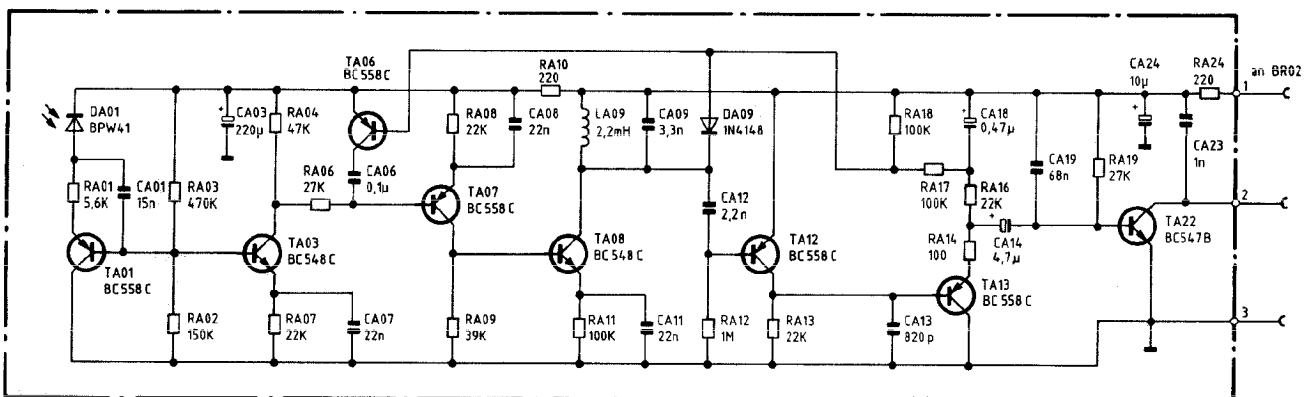 TA06
BC558C
DA01
BPW41
RA01
5,6K
CA01
15n
RA03
470K
CA03
220µ
+
RA04
47K
RA06
27K
CA06
0,1µ
RA08
22K
CA08
22n
RA10
220
LA09
2,2mH
CA09
3,3n
DA09
1N4148
RA18
100K
+
CA18
0,47µ
CA24
10µ
+
RA24
220
an BR02
1
CA23
1n
CA19
68n
RA19
27K
RA17
100K
RA16
22K
TA01
BC558C
TA03
BC548C
TA07
BC558C
TA08
BC548C
CA12
2,2n
TA12
BC558C
RA14
100
+
CA14
4,7µ
TA13
BC558C
TA22
BC547B
2
RA02
150K
RA07
22K
CA07
22n
RA09
39K
RA11
100K
CA11
22n
RA12
1M
RA13
22K
CA13
820p
3